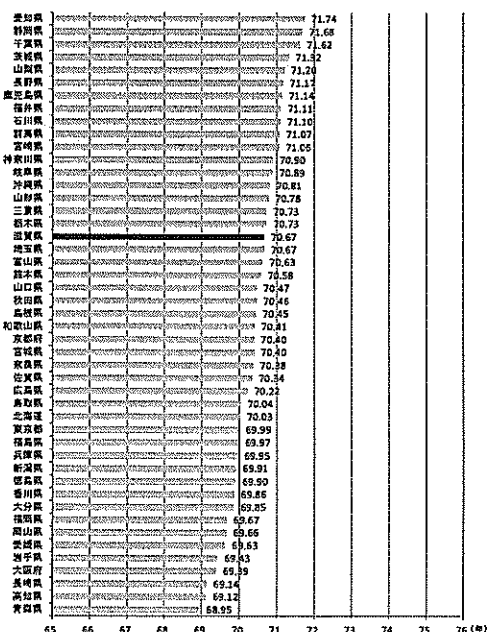 愛知県 71.74
静岡県 71.68
千葉県 71.62
茨城県 71.32
山梨県 71.20
長野県 71.17
鹿児島県 71.14
福井県 71.11
石川県 71.10
群馬県 71.07
宮崎県 71.06
神奈川県 70.90
岐阜県 70.89
沖縄県 70.81
山形県 70.78
三重県 70.73
栃木県 70.73
滋賀県 70.67
埼玉県 70.67
富山県 70.63
熊本県 70.58
山口県 70.47
秋田県 70.46
島根県 70.45
和歌山県 70.41
京都府 70.40
宮城県 70.40
奈良県 70.38
佐賀県 70.34
広島県 70.22
鳥取県 70.04
北海道 70.03
東京都 69.99
福島県 69.97
兵庫県 69.95
新潟県 69.91
徳島県 69.90
香川県 69.86
大分県 69.85
福岡県 69.67
岡山県 69.66
愛媛県 69.63
岩手県 69.43
大阪府 69.39
長崎県 69.14
高知県 69.12
青森県 68.95
65 66 67 68 69 70 71 72 73 74 75 76 (年)